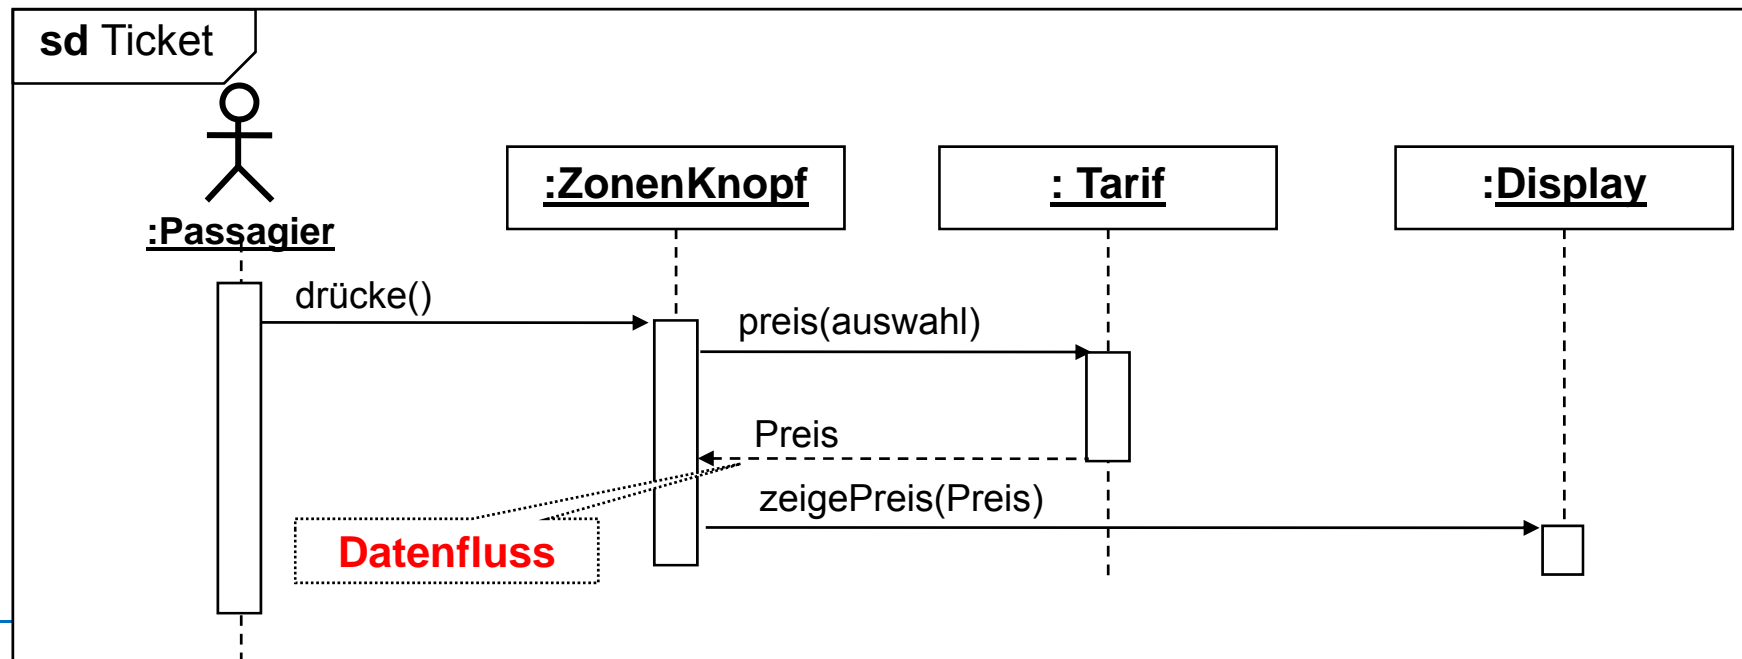 sd Ticket
:Passagier
:ZonenKnopf
: Tarif
:Display
drücke()
preis(auswahl)
Preis
zeigePreis(Preis)
Datenfluss